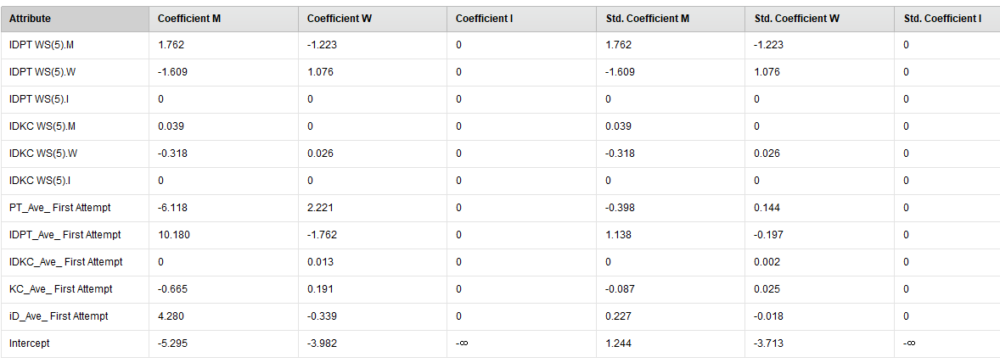 Attribute Coefficient M Coefficient W Coefficient I Std. Coefficient M Std. Coefficient W Std. Coefficient I
IDPT WS(5).M 1.762 -1.223 0 1.762 -1.223 0
IDPT WS(5).W -1.609 1.076 0 -1.609 1.076 0
IDPT WS(5).I 0 0 0 0 0 0
IDKC WS(5).M 0.039 0 0 0.039 0 0
IDKC WS(5).W -0.318 0.026 0 -0.318 0.026 0
IDKC WS(5).I 0 0 0 0 0 0
PT_Ave_ First Attempt -6.118 2.221 0 -0.398 0.144 0
IDPT_Ave_ First Attempt 10.180 -1.762 0 1.138 -0.197 0
IDKC_Ave_ First Attempt 0 0.013 0 0 0.002 0
KC_Ave_ First Attempt -0.665 0.191 0 -0.087 0.025 0
iD_Ave_ First Attempt 4.280 -0.339 0 0.227 -0.018 0
Intercept -5.295 -3.982 -∞ 1.244 -3.713 -∞